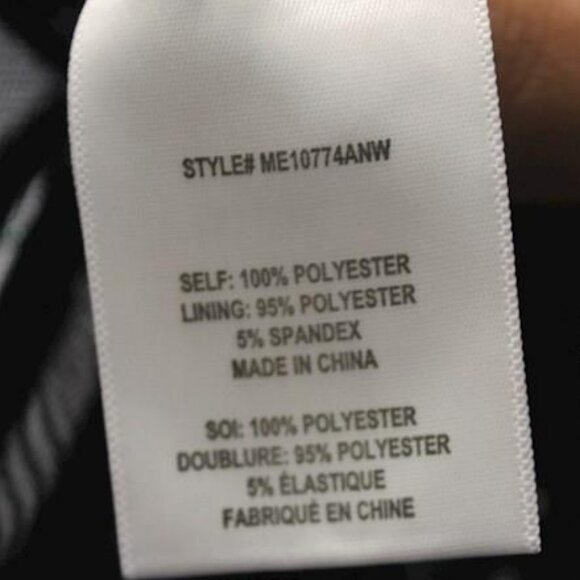 STYLE# ME10774ANW
SELF: 100% POLYESTER
LINING: 95% POLYESTER
5% SPANDEX
MADE IN CHINA
SOI: 100% POLYESTER
DOUBLURE: 95% POLYESTER
5% ÉLASTIQUE
FABRIQUÉ EN CHINE